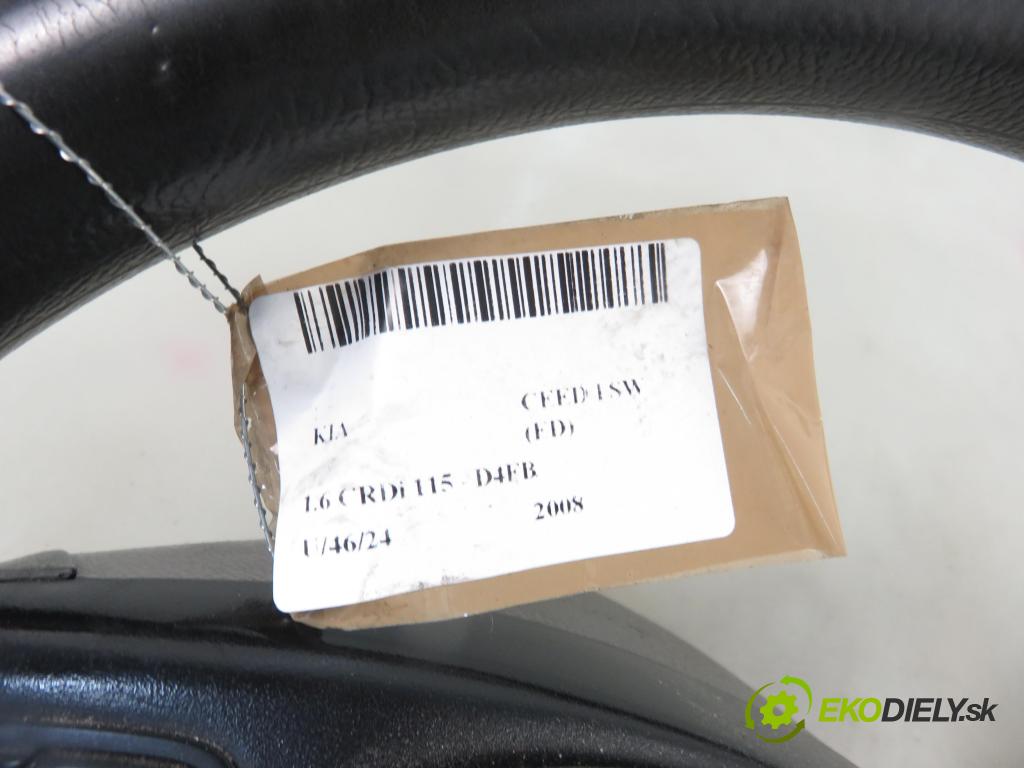 KIA
CEED I SW
(ED)
1.6 CRDi 115 - D4FB
2008
U/46/24
EKODIELY.sk